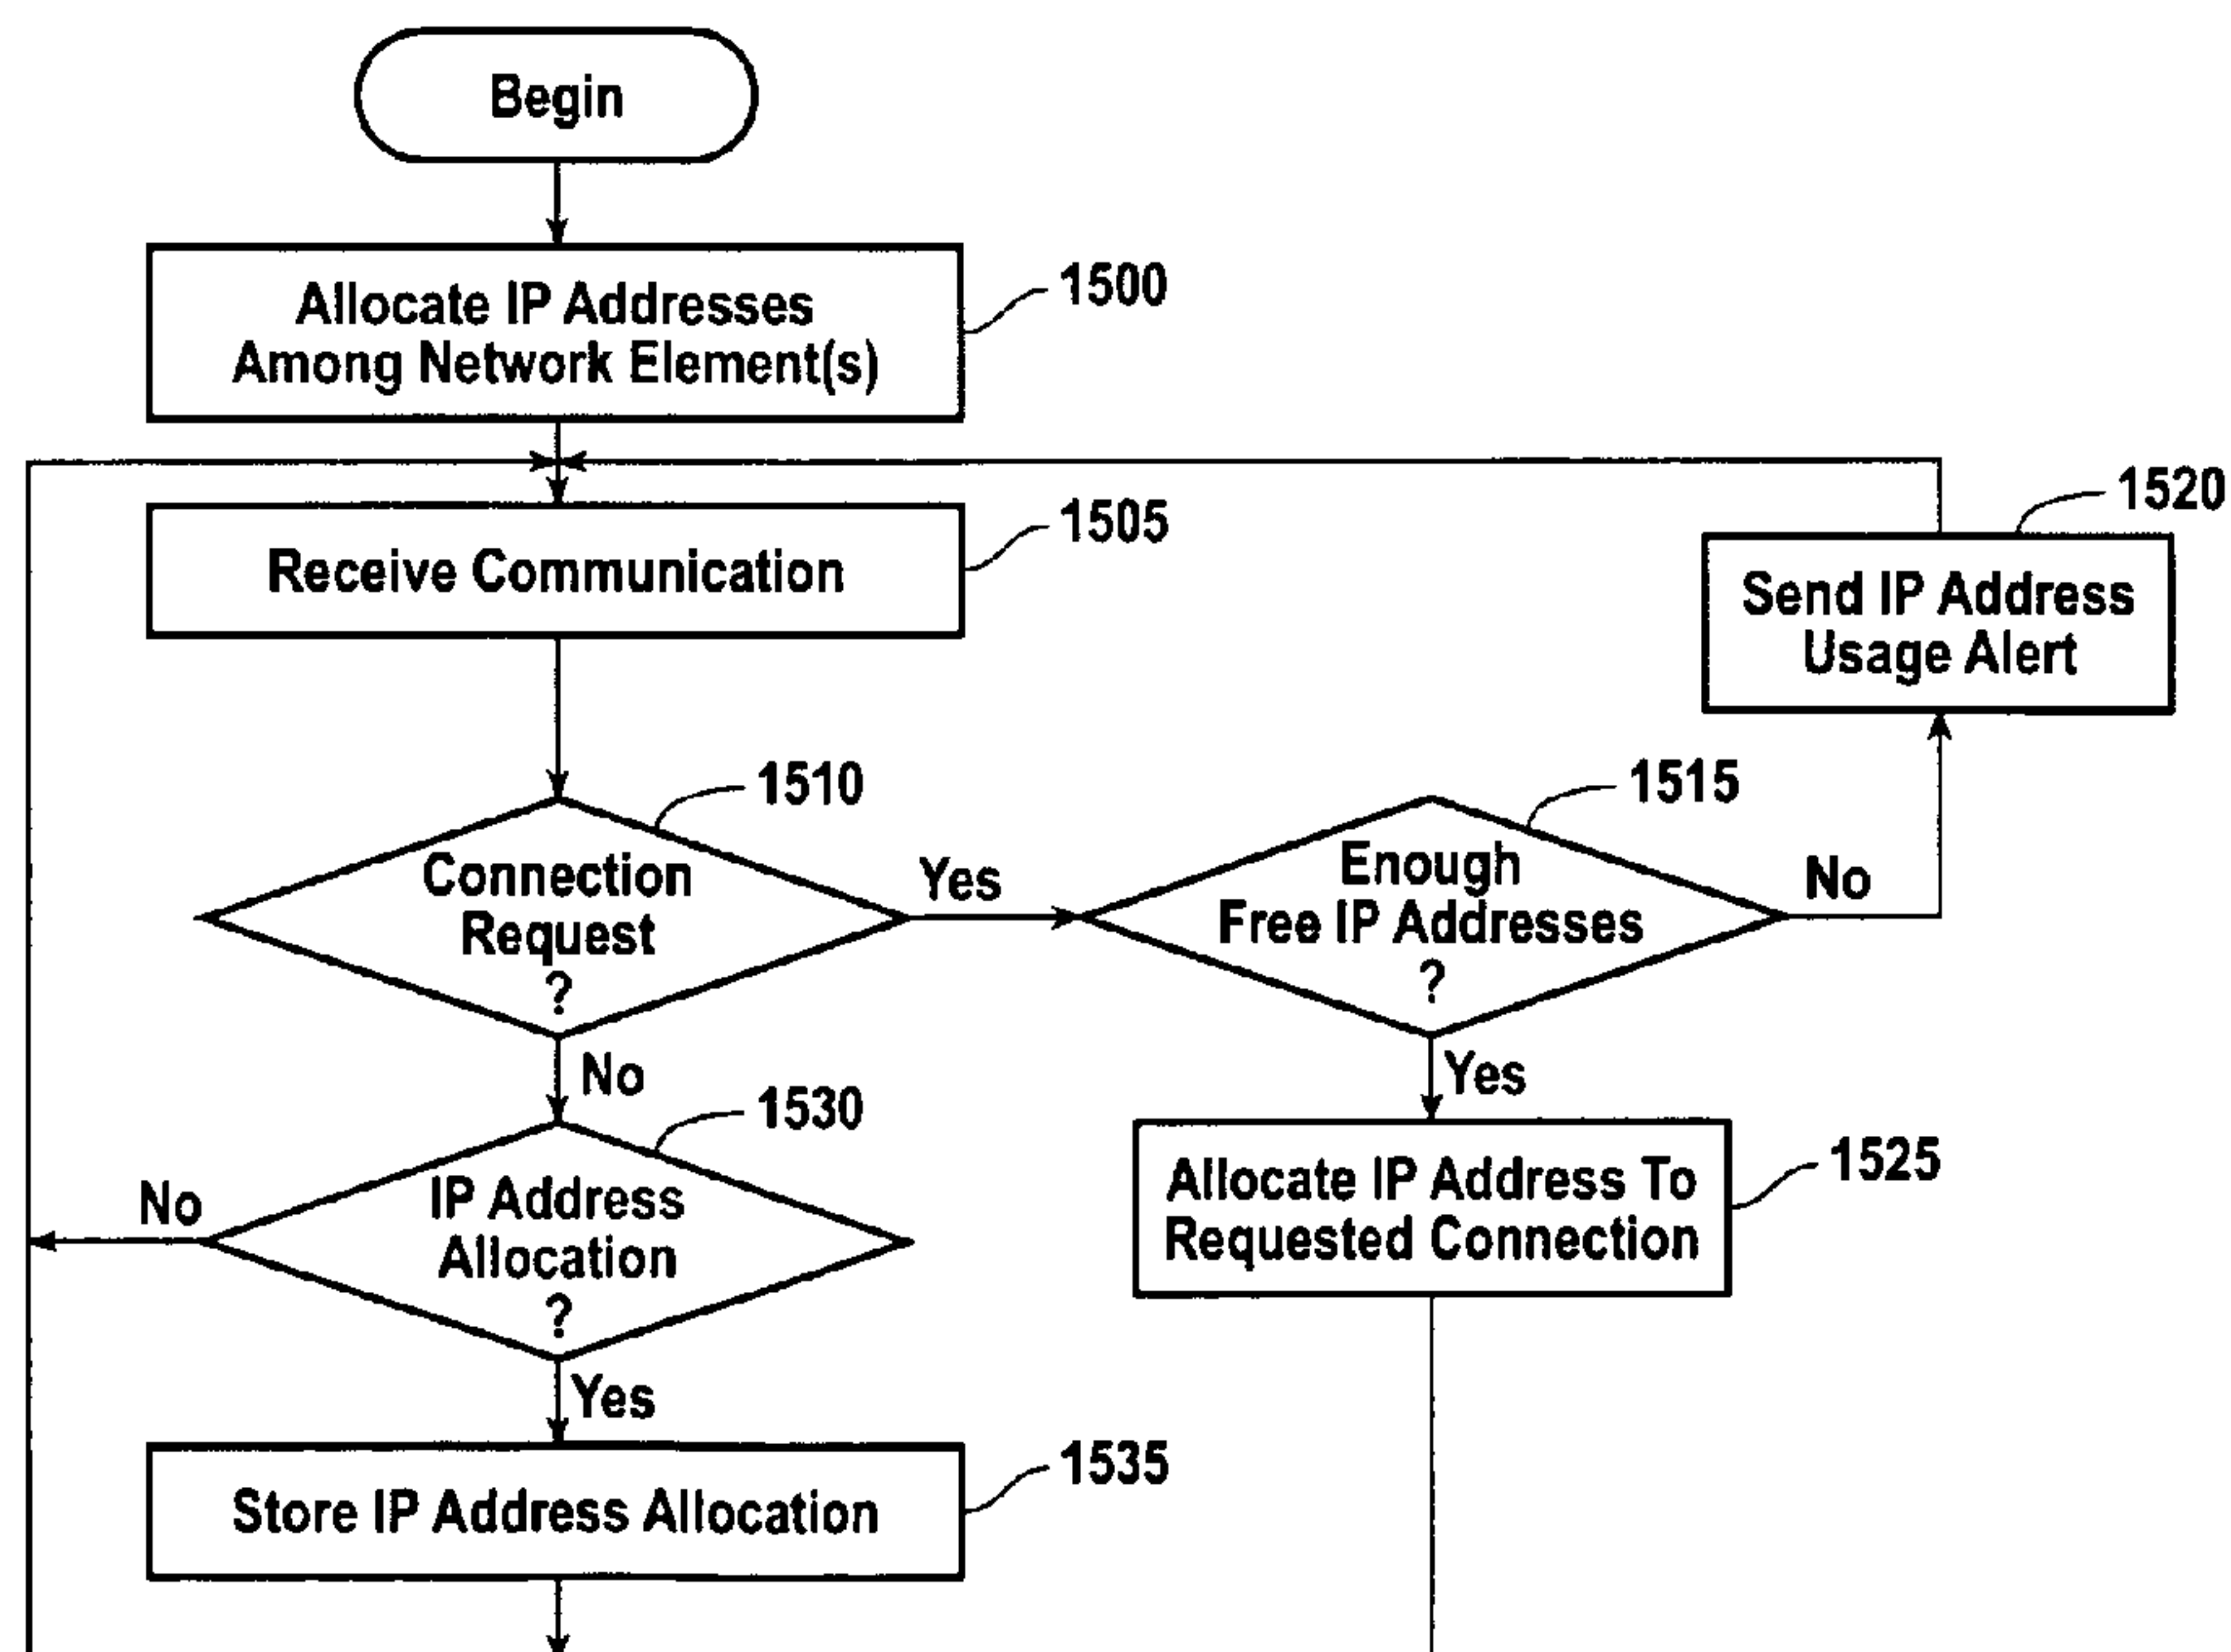 Begin
Allocate IP Addresses
Among Network Element(s)
1500
Receive Communication
1505
Send IP Address
Usage Alert
1520
Connection
Request
?
1510
Yes
No
Enough
Free IP Addresses
?
1515
No
Yes
IP Address
Allocation
?
1530
No
Yes
Allocate IP Address To
Requested Connection
1525
Store IP Address Allocation
1535